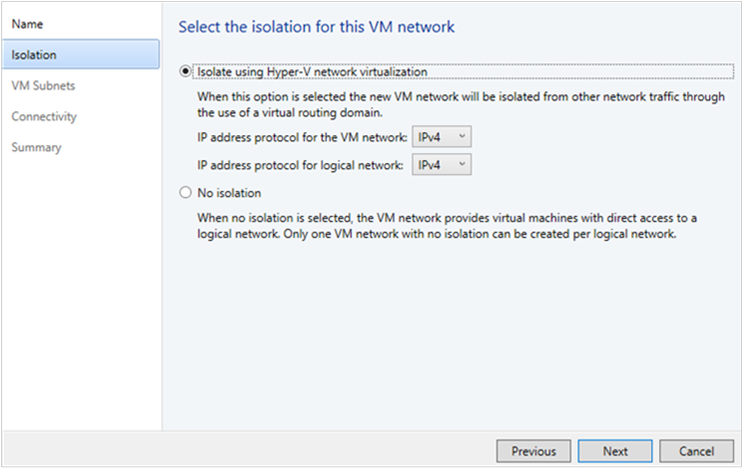 Name
Isolation
VM Subnets
Connectivity
Summary
Select the isolation for this VM network
Isolate using Hyper-V network virtualization
When this option is selected the new VM network will be isolated from other network traffic through
the use of a virtual routing domain.
IP address protocol for the VM network: IPv4
IP address protocol for logical network: IPv4
No isolation
When no isolation is selected, the VM network provides virtual machines with direct access to a
logical network. Only one VM network with no isolation can be created per logical network.
Previous Next Cancel